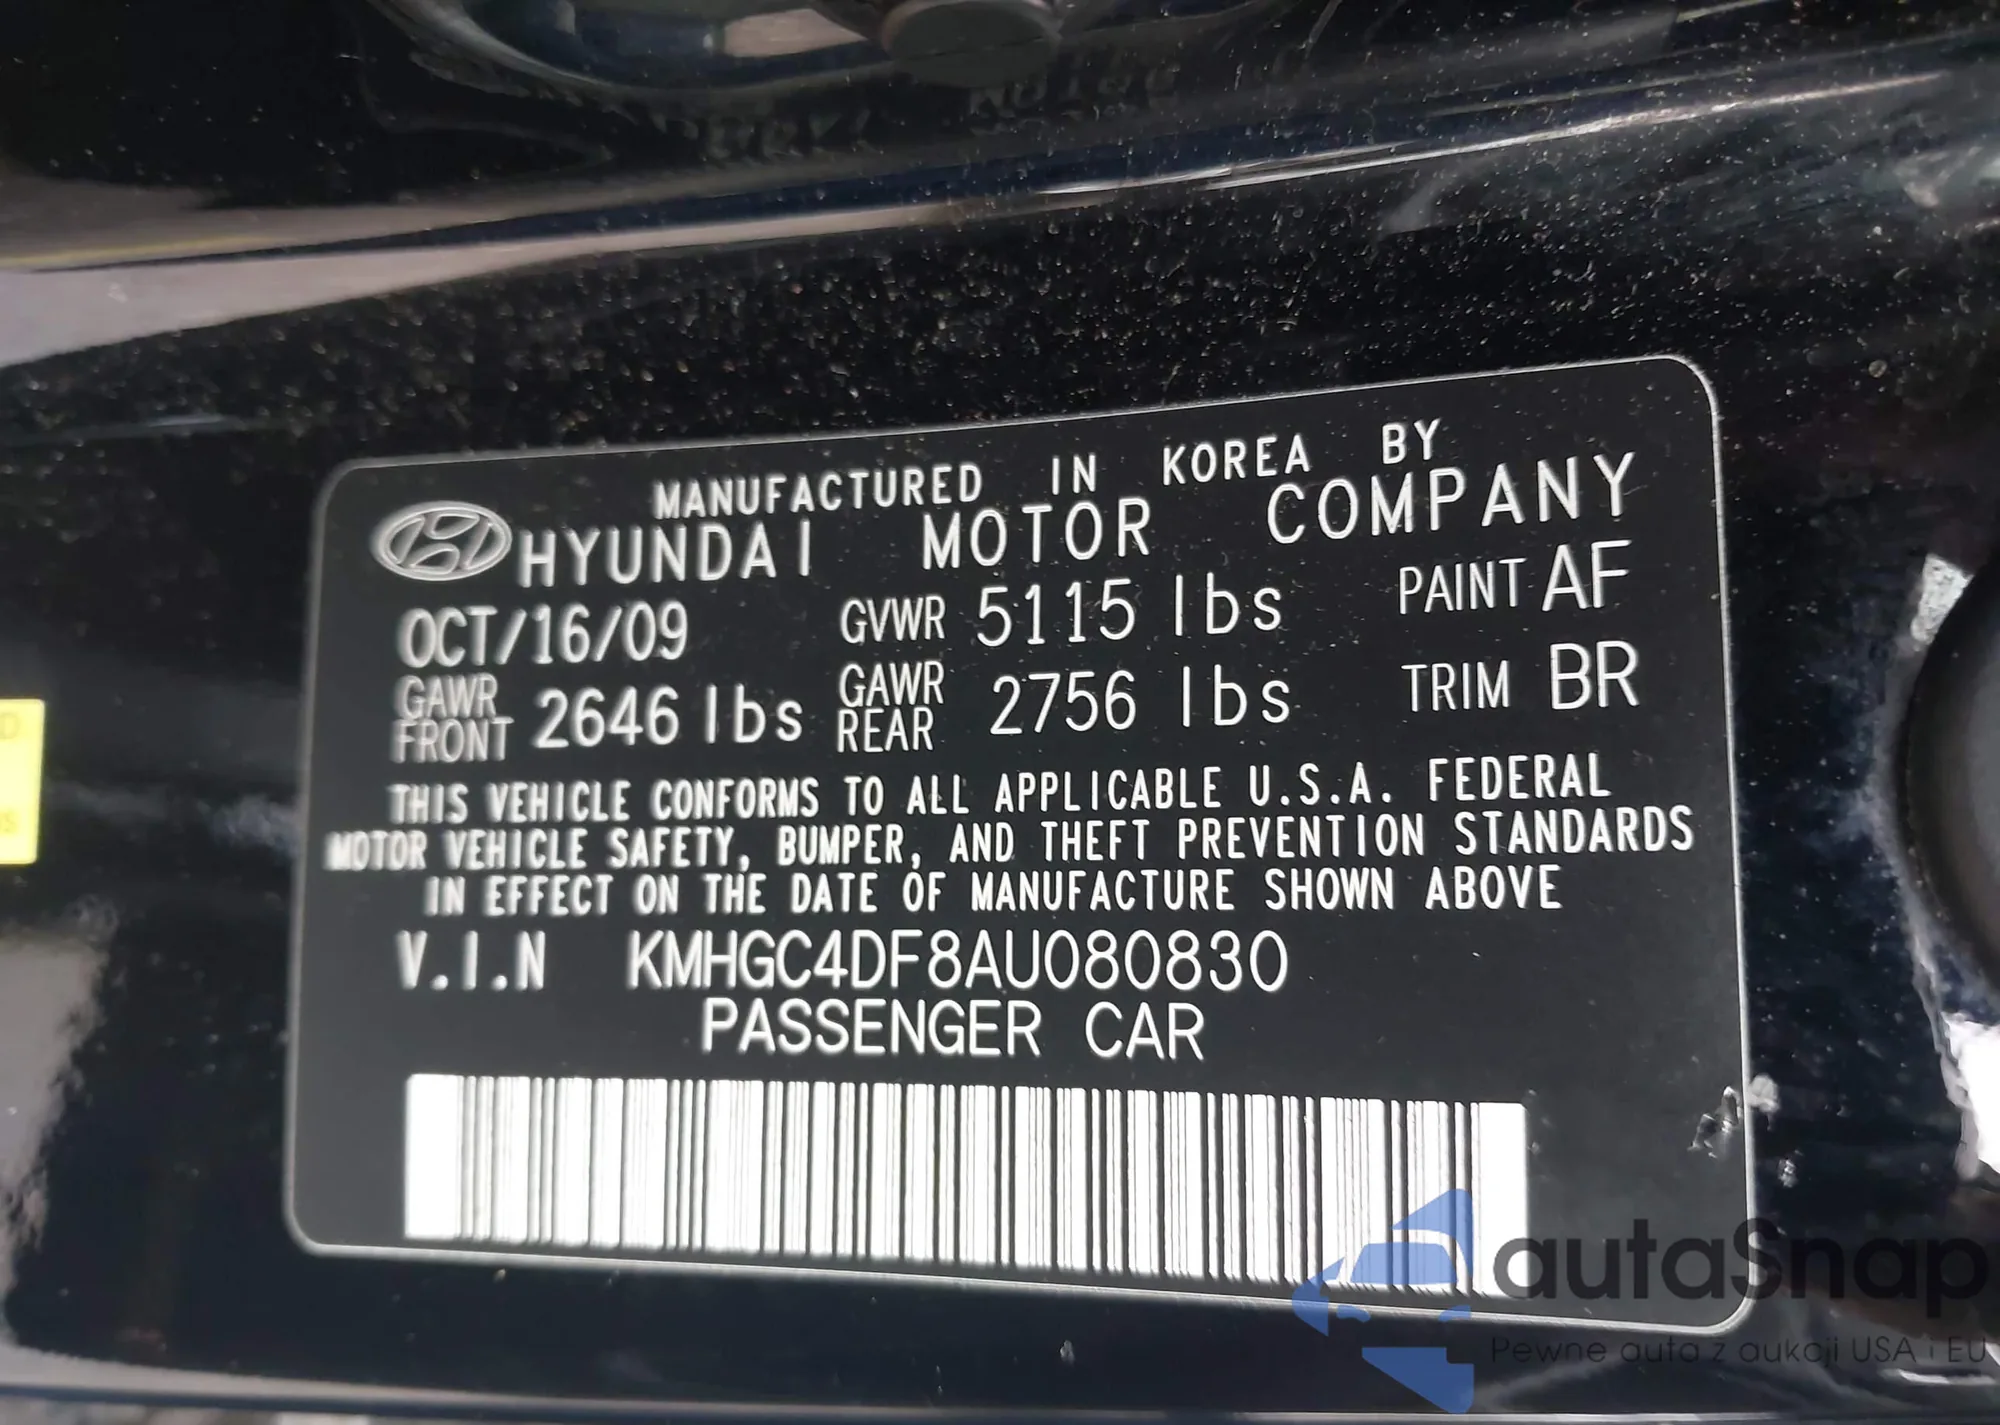 MANUFACTURED IN KOREA BY
HYUNDAI MOTOR COMPANY
OCT/16/09 GVWR 5115 lbs PAINT AF
GAWR FRONT 2646 lbs GAWR REAR 2756 lbs TRIM BR
THIS VEHICLE CONFORMS TO ALL APPLICABLE U.S.A. FEDERAL
MOTOR VEHICLE SAFETY, BUMPER, AND THEFT PREVENTION STANDARDS
IN EFFECT ON THE DATE OF MANUFACTURE SHOWN ABOVE
V.I.N KMHGC4DF8AU080830
PASSENGER CAR
autaSnap
Pewne auta z aukcji USA i EU